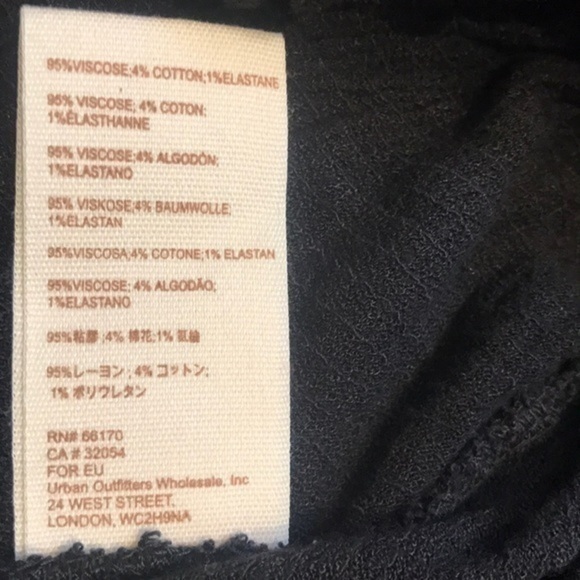 95%VISCOSE;4% COTTON;1%ELASTANE
95% VISCOSE; 4% COTON;
1%ÉLASTHANNE
95% VISCOSE;4% ALGODÓN;
1%ELASTANO
95% VISKOSE;4% BAUMWOLLE;
1%ELASTAN
95%VISCOSA;4% COTONE;1% ELASTAN
95%VISCOSE; 4% ALGODÃO;
1%ELASTANO
95%粘膠 ;4% 棉花;1% 氨綸
95%レーヨン ; 4% コットン;
1% ポリウレタン
RN# 66170
CA # 32054
FOR EU
Urban Outfitters Wholesale, Inc
24 WEST STREET,
LONDON, WC2H9NA